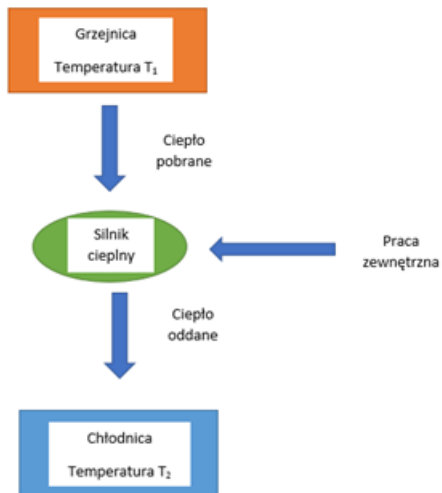 Grzejnica
Temperatura T₁
Ciepło
pobrane
Silnik
cieplny
Praca
zewnętrzna
Ciepło
oddane
Chłodnica
Temperatura T₂